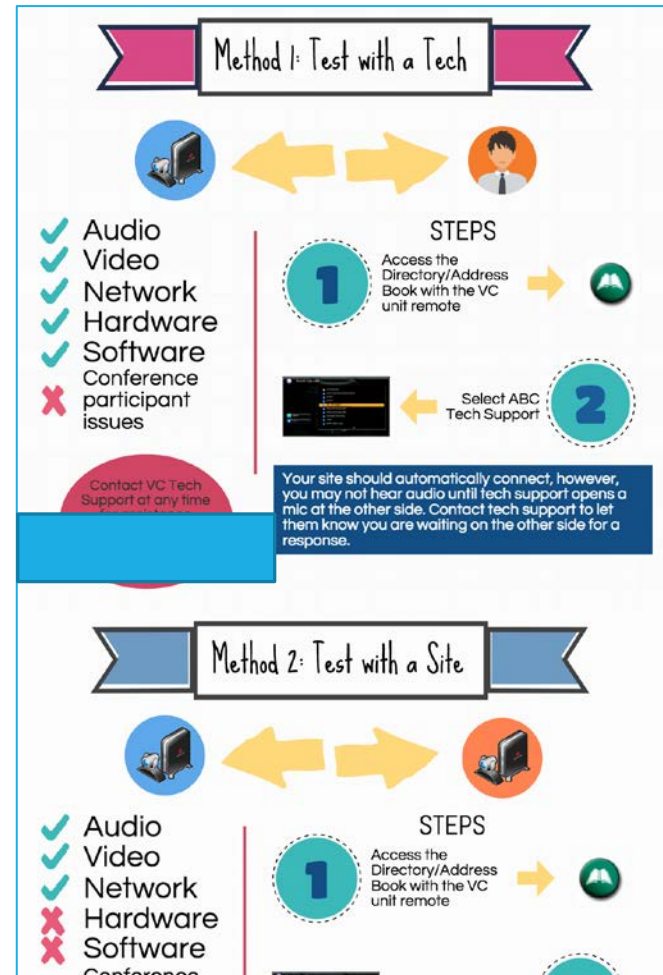 Method 1: Test with a Tech
Audio
Video
Network
Hardware
Software
Conference
participant
issues
Contact VC Tech
Support at any time
STEPS
1
Access the
Directory/Address
Book with the VC
unit remote
Select ABC
Tech Support
2
Your site should automatically connect, however,
you may not hear audio until tech support opens a
mic at the other side. Contact tech support to let
them know you are waiting on the other side for a
response.
Method 2: Test with a Site
Audio
Video
Network
Hardware
Software
Conference
STEPS
1
Access the
Directory/Address
Book with the VC
unit remote